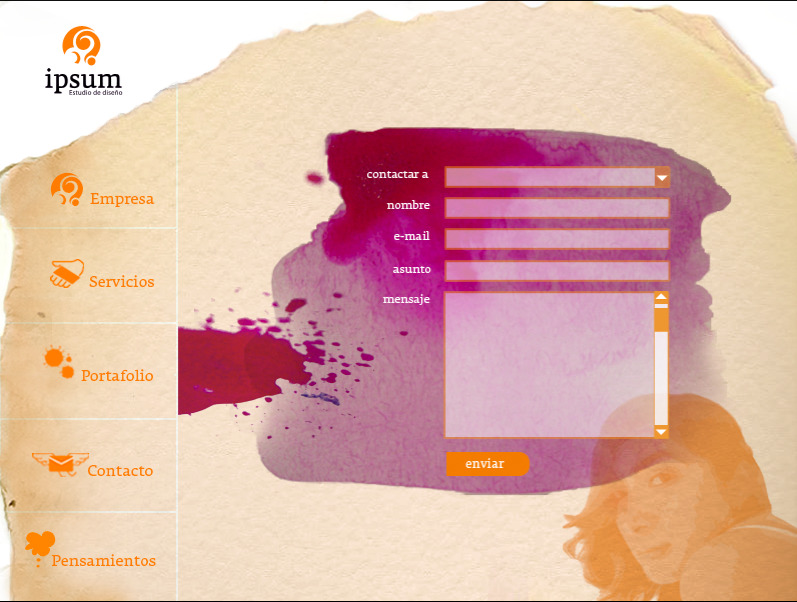 ipsum
Estudio de diseño
Empresa
Servicios
Portafolio
Contacto
Pensamientos
contactar a
nombre
e-mail
asunto
mensaje
enviar